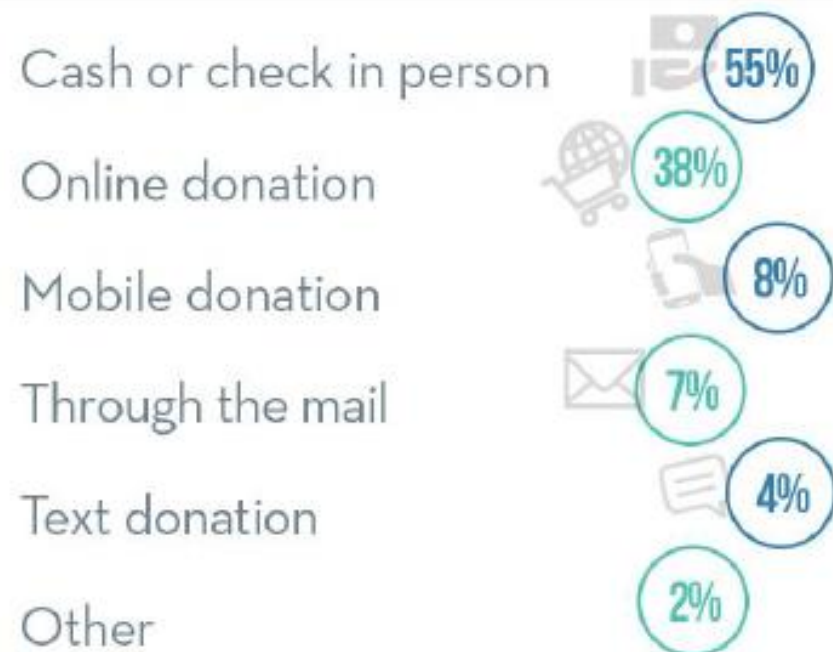 Cash or check in person 55%
Online donation 38%
Mobile donation 8%
Through the mail 7%
Text donation 4%
Other 2%